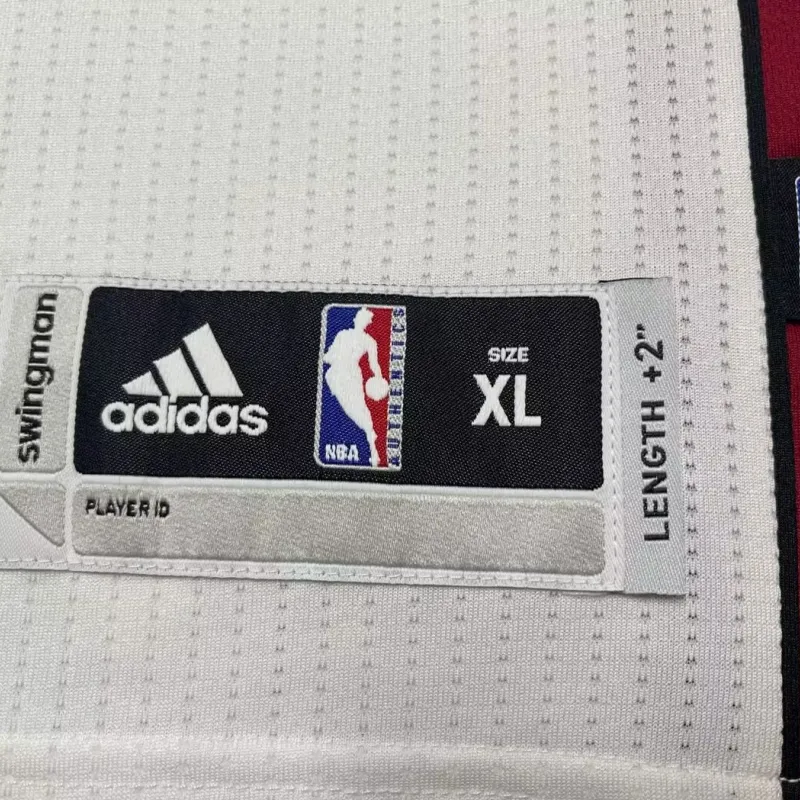 swingman
adidas
NBA
AUTHENTICS
SIZE
XL
LENGTH +2”
PLAYER ID